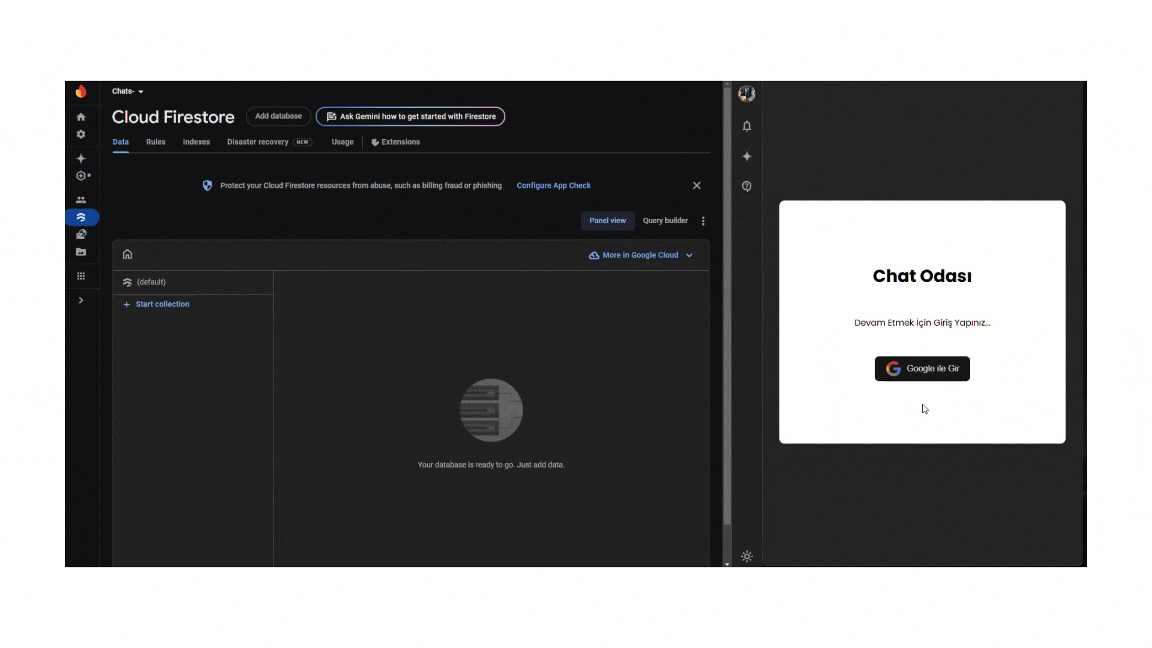 Chats-
Cloud Firestore
Add database
Ask Gemini how to get started with Firestore
Data
Rules
Indexes
Disaster recovery
NEW
Usage
Extensions
Protect your Cloud Firestore resources from abuse, such as billing fraud or phishing
Configure App Check
Panel view
Query builder
More in Google Cloud
(default)
+ Start collection
Your database is ready to go. Just add data.
Chat Odası
Devam Etmek İçin Giriş Yapınız...
Google ile Gir